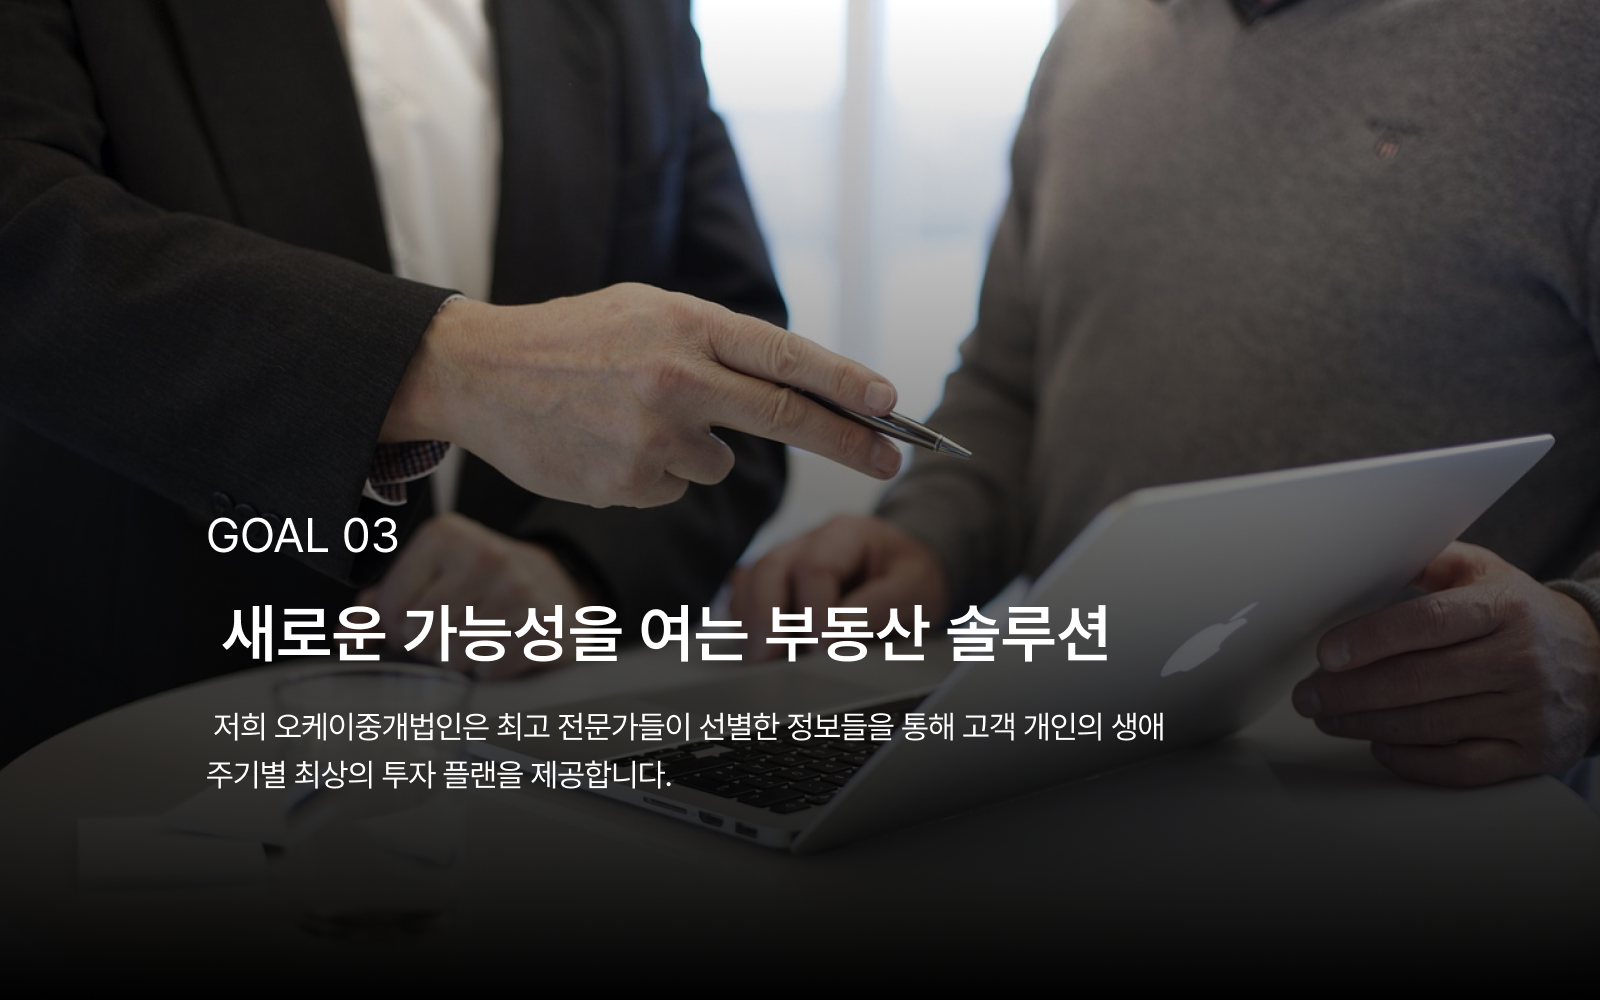 GOAL 03
새로운 가능성을 여는 부동산 솔루션
저희 오케이중개법인은 최고 전문가들이 선별한 정보들을 통해 고객 개인의 생애
주기별 최상의 투자 플랜을 제공합니다.